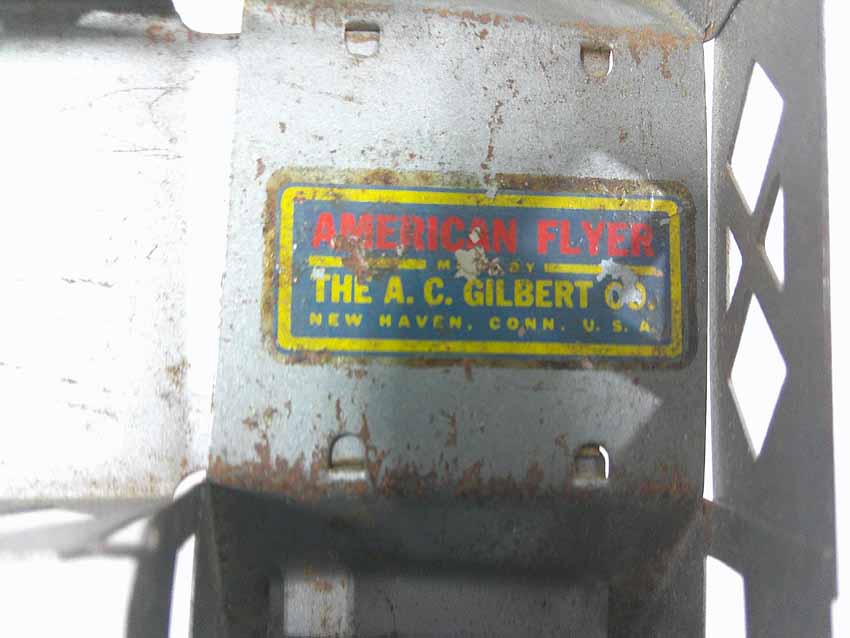 AMERICAN FLYER
THE A. C. GILBERT CO.
NEW HAVEN, CONN. U. S. A.